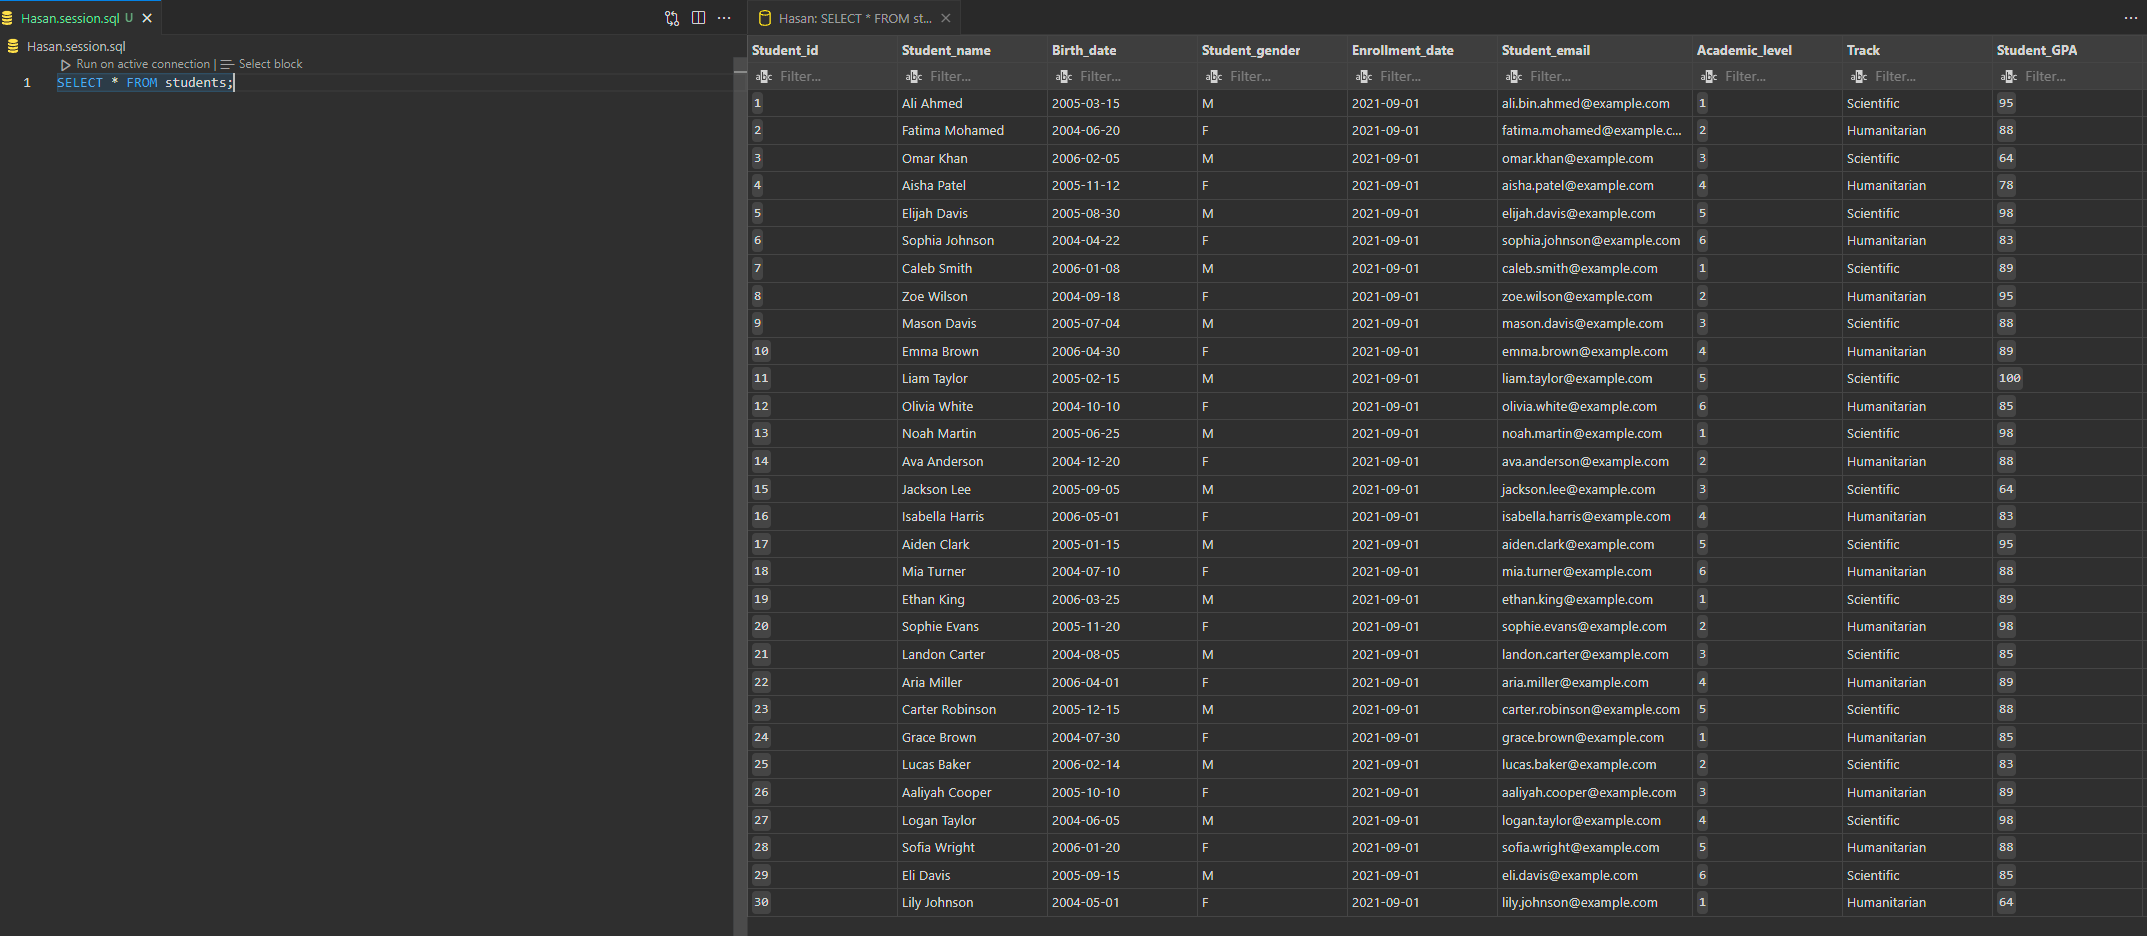 Hasan.session.sql U
Hasan.session.sql
Run on active connection | Select block
1 SELECT * FROM students;
Hasan: SELECT * FROM st...
Student_id Student_name Birth_date Student_gender Enrollment_date Student_email Academic_level Track Student_GPA
abc Filter... abc Filter... abc Filter... abc Filter... abc Filter... abc Filter... abc Filter... abc Filter... abc Filter...
1 Ali Ahmed 2005-03-15 M 2021-09-01 ali.bin.ahmed@example.com 1 Scientific 95
2 Fatima Mohamed 2004-06-20 F 2021-09-01 fatima.mohamed@example.c... 2 Humanitarian 88
3 Omar Khan 2006-02-05 M 2021-09-01 omar.khan@example.com 3 Scientific 64
4 Aisha Patel 2005-11-12 F 2021-09-01 aisha.patel@example.com 4 Humanitarian 78
5 Elijah Davis 2005-08-30 M 2021-09-01 elijah.davis@example.com 5 Scientific 98
6 Sophia Johnson 2004-04-22 F 2021-09-01 sophia.johnson@example.com 6 Humanitarian 83
7 Caleb Smith 2006-01-08 M 2021-09-01 caleb.smith@example.com 1 Scientific 89
8 Zoe Wilson 2004-09-18 F 2021-09-01 zoe.wilson@example.com 2 Humanitarian 95
9 Mason Davis 2005-07-04 M 2021-09-01 mason.davis@example.com 3 Scientific 88
10 Emma Brown 2006-04-30 F 2021-09-01 emma.brown@example.com 4 Humanitarian 89
11 Liam Taylor 2005-02-15 M 2021-09-01 liam.taylor@example.com 5 Scientific 100
12 Olivia White 2004-10-10 F 2021-09-01 olivia.white@example.com 6 Humanitarian 85
13 Noah Martin 2005-06-25 M 2021-09-01 noah.martin@example.com 1 Scientific 98
14 Ava Anderson 2004-12-20 F 2021-09-01 ava.anderson@example.com 2 Humanitarian 88
15 Jackson Lee 2005-09-05 M 2021-09-01 jackson.lee@example.com 3 Scientific 64
16 Isabella Harris 2006-05-01 F 2021-09-01 isabella.harris@example.com 4 Humanitarian 83
17 Aiden Clark 2005-01-15 M 2021-09-01 aiden.clark@example.com 5 Scientific 95
18 Mia Turner 2004-07-10 F 2021-09-01 mia.turner@example.com 6 Humanitarian 88
19 Ethan King 2006-03-25 M 2021-09-01 ethan.king@example.com 1 Scientific 89
20 Sophie Evans 2005-11-20 F 2021-09-01 sophie.evans@example.com 2 Humanitarian 98
21 Landon Carter 2004-08-05 M 2021-09-01 landon.carter@example.com 3 Scientific 85
22 Aria Miller 2006-04-01 F 2021-09-01 aria.miller@example.com 4 Humanitarian 89
23 Carter Robinson 2005-12-15 M 2021-09-01 carter.robinson@example.com 5 Scientific 88
24 Grace Brown 2004-07-30 F 2021-09-01 grace.brown@example.com 1 Humanitarian 85
25 Lucas Baker 2006-02-14 M 2021-09-01 lucas.baker@example.com 2 Scientific 83
26 Aaliyah Cooper 2005-10-10 F 2021-09-01 aaliyah.cooper@example.com 3 Humanitarian 89
27 Logan Taylor 2004-06-05 M 2021-09-01 logan.taylor@example.com 4 Scientific 98
28 Sofia Wright 2006-01-20 F 2021-09-01 sofia.wright@example.com 5 Humanitarian 88
29 Eli Davis 2005-09-15 M 2021-09-01 eli.davis@example.com 6 Scientific 85
30 Lily Johnson 2004-05-01 F 2021-09-01 lily.johnson@example.com 1 Humanitarian 64